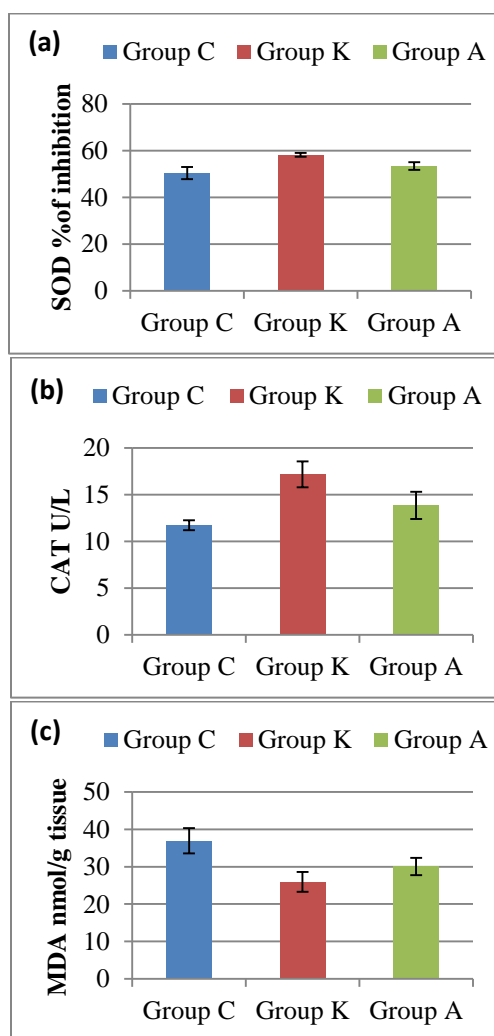 (a)
Group C Group K Group A
SOD %of inhibition
80
60
40
20
0
Group C Group K Group A
(b)
Group C Group K Group A
CAT U/L
20
15
10
5
0
Group C Group K Group A
(c)
Group C Group K Group A
MDA nmol/g tissue
50
40
30
20
10
0
Group C Group K Group A